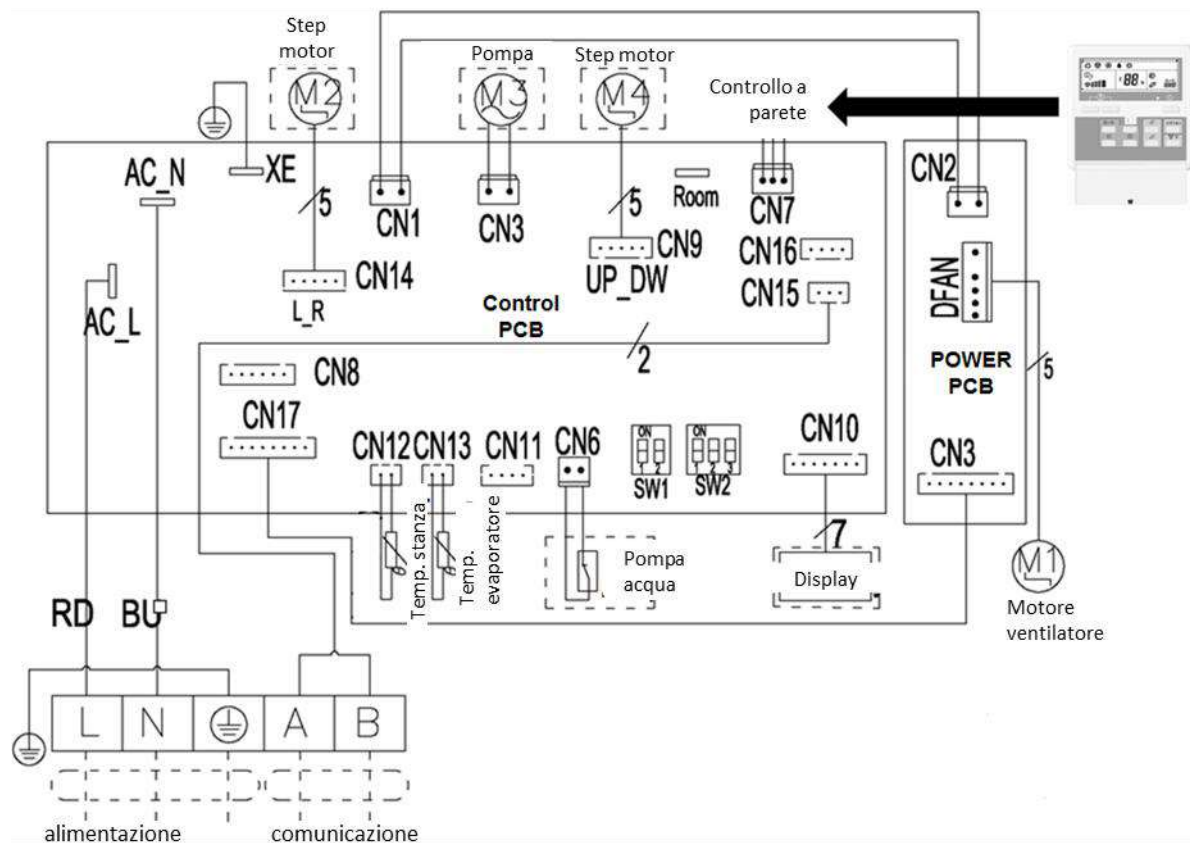 Step
motor
Pompa
Step motor
Controllo a
parete
M2
M3~
M4
88
AC_N
XE
5
CN1
CN3
5
Room
CN7
CN2
CN14
CN9
CN16
L_R
UP_DW
CN15
DFAN
AC_L
Control
PCB
2
POWER
PCB
5
CN8
CN17
CN12
CN13
CN11
CN6
ON
1 2
SW1
ON
1 2 3
SW2
CN10
CN3
Temp. stanza
Temp.
evaporatore
Pompa
acqua
7
Display
M1
Motore
ventilatore
RD
BU
L
N
A
B
alimentazione
comunicazione